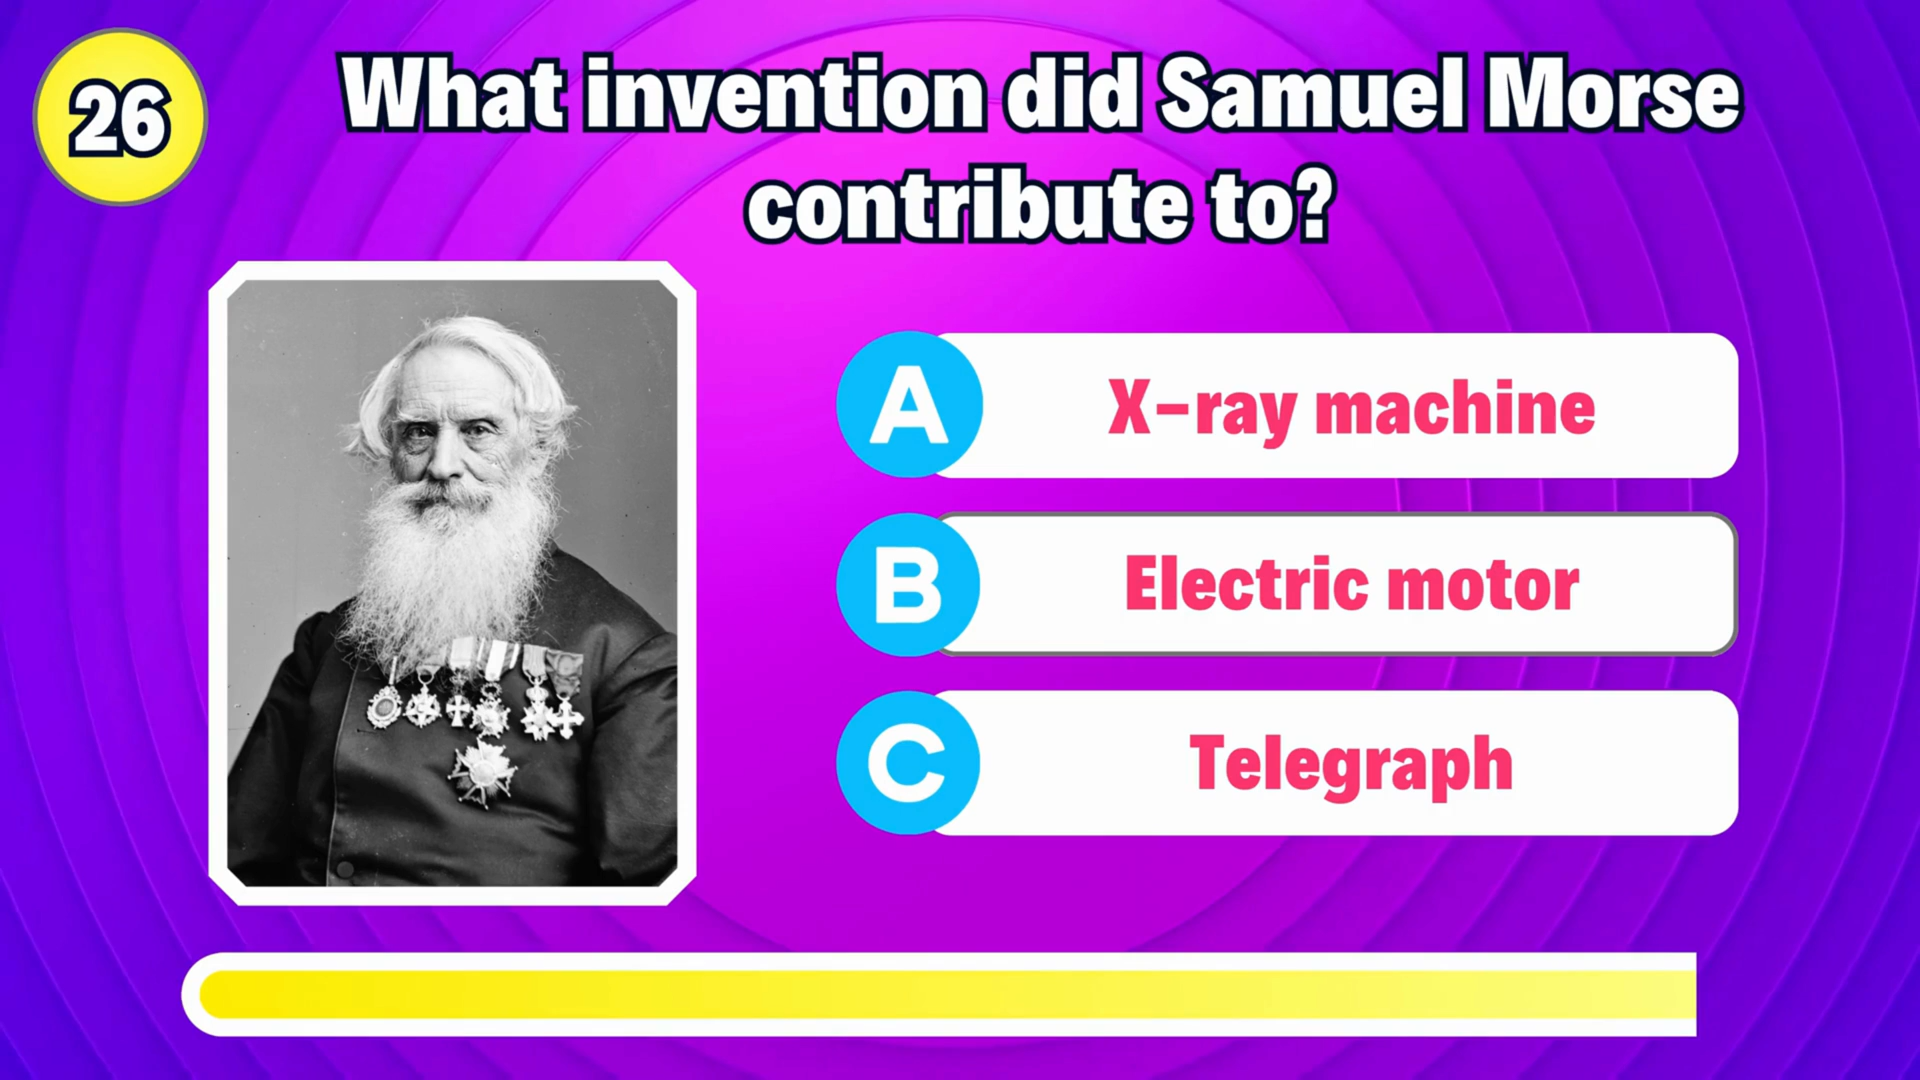 26
What invention did Samuel Morse
contribute to?
A
X-ray machine
B
Electric motor
C
Telegraph